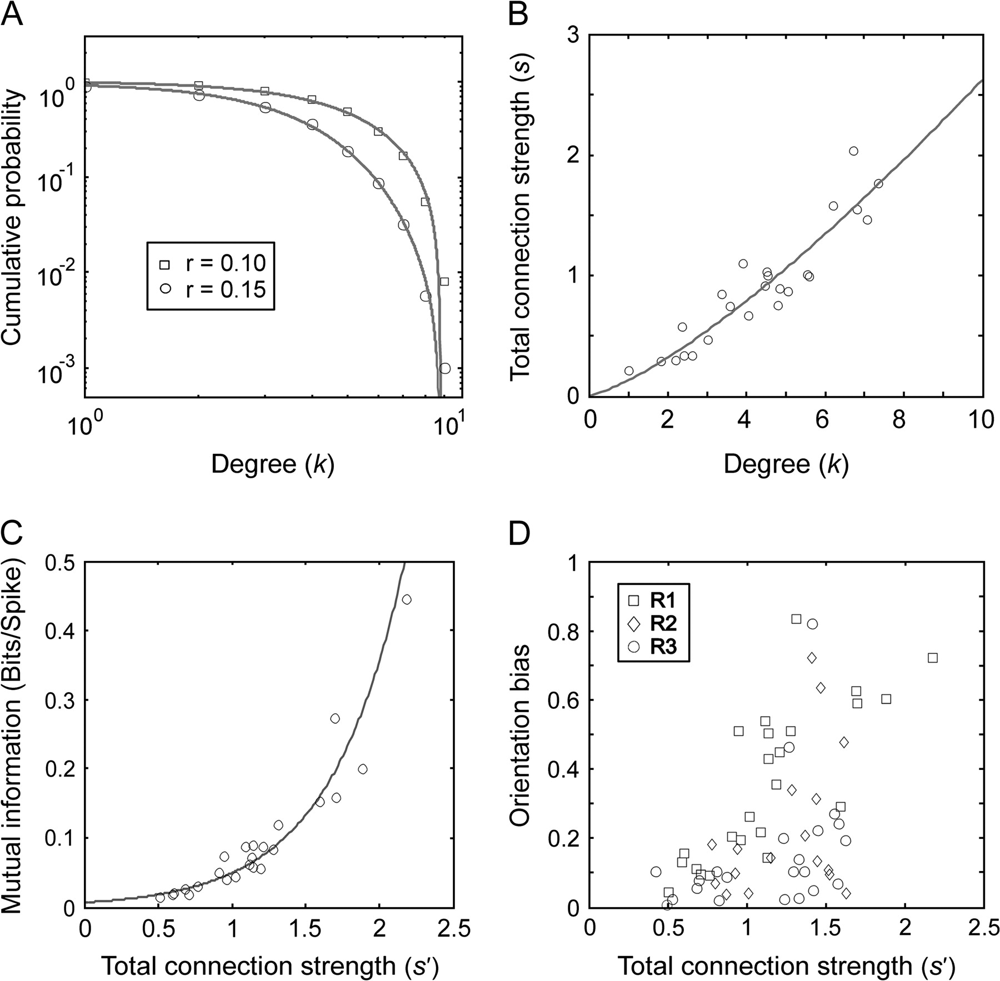 A
Cumulative probability
10^0
10^-1
10^-2
10^-3
r = 0.10
r = 0.15
10^0 10^1
Degree (k)
B
Total connection strength (s)
3
2
1
0
0 2 4 6 8 10
Degree (k)
C
Mutual information (Bits/Spike)
0.5
0.4
0.3
0.2
0.1
0
0 0.5 1 1.5 2 2.5
Total connection strength (s′)
D
Orientation bias
1
0.8
0.6
0.4
0.2
0
R1
R2
R3
0 0.5 1 1.5 2 2.5
Total connection strength (s′)